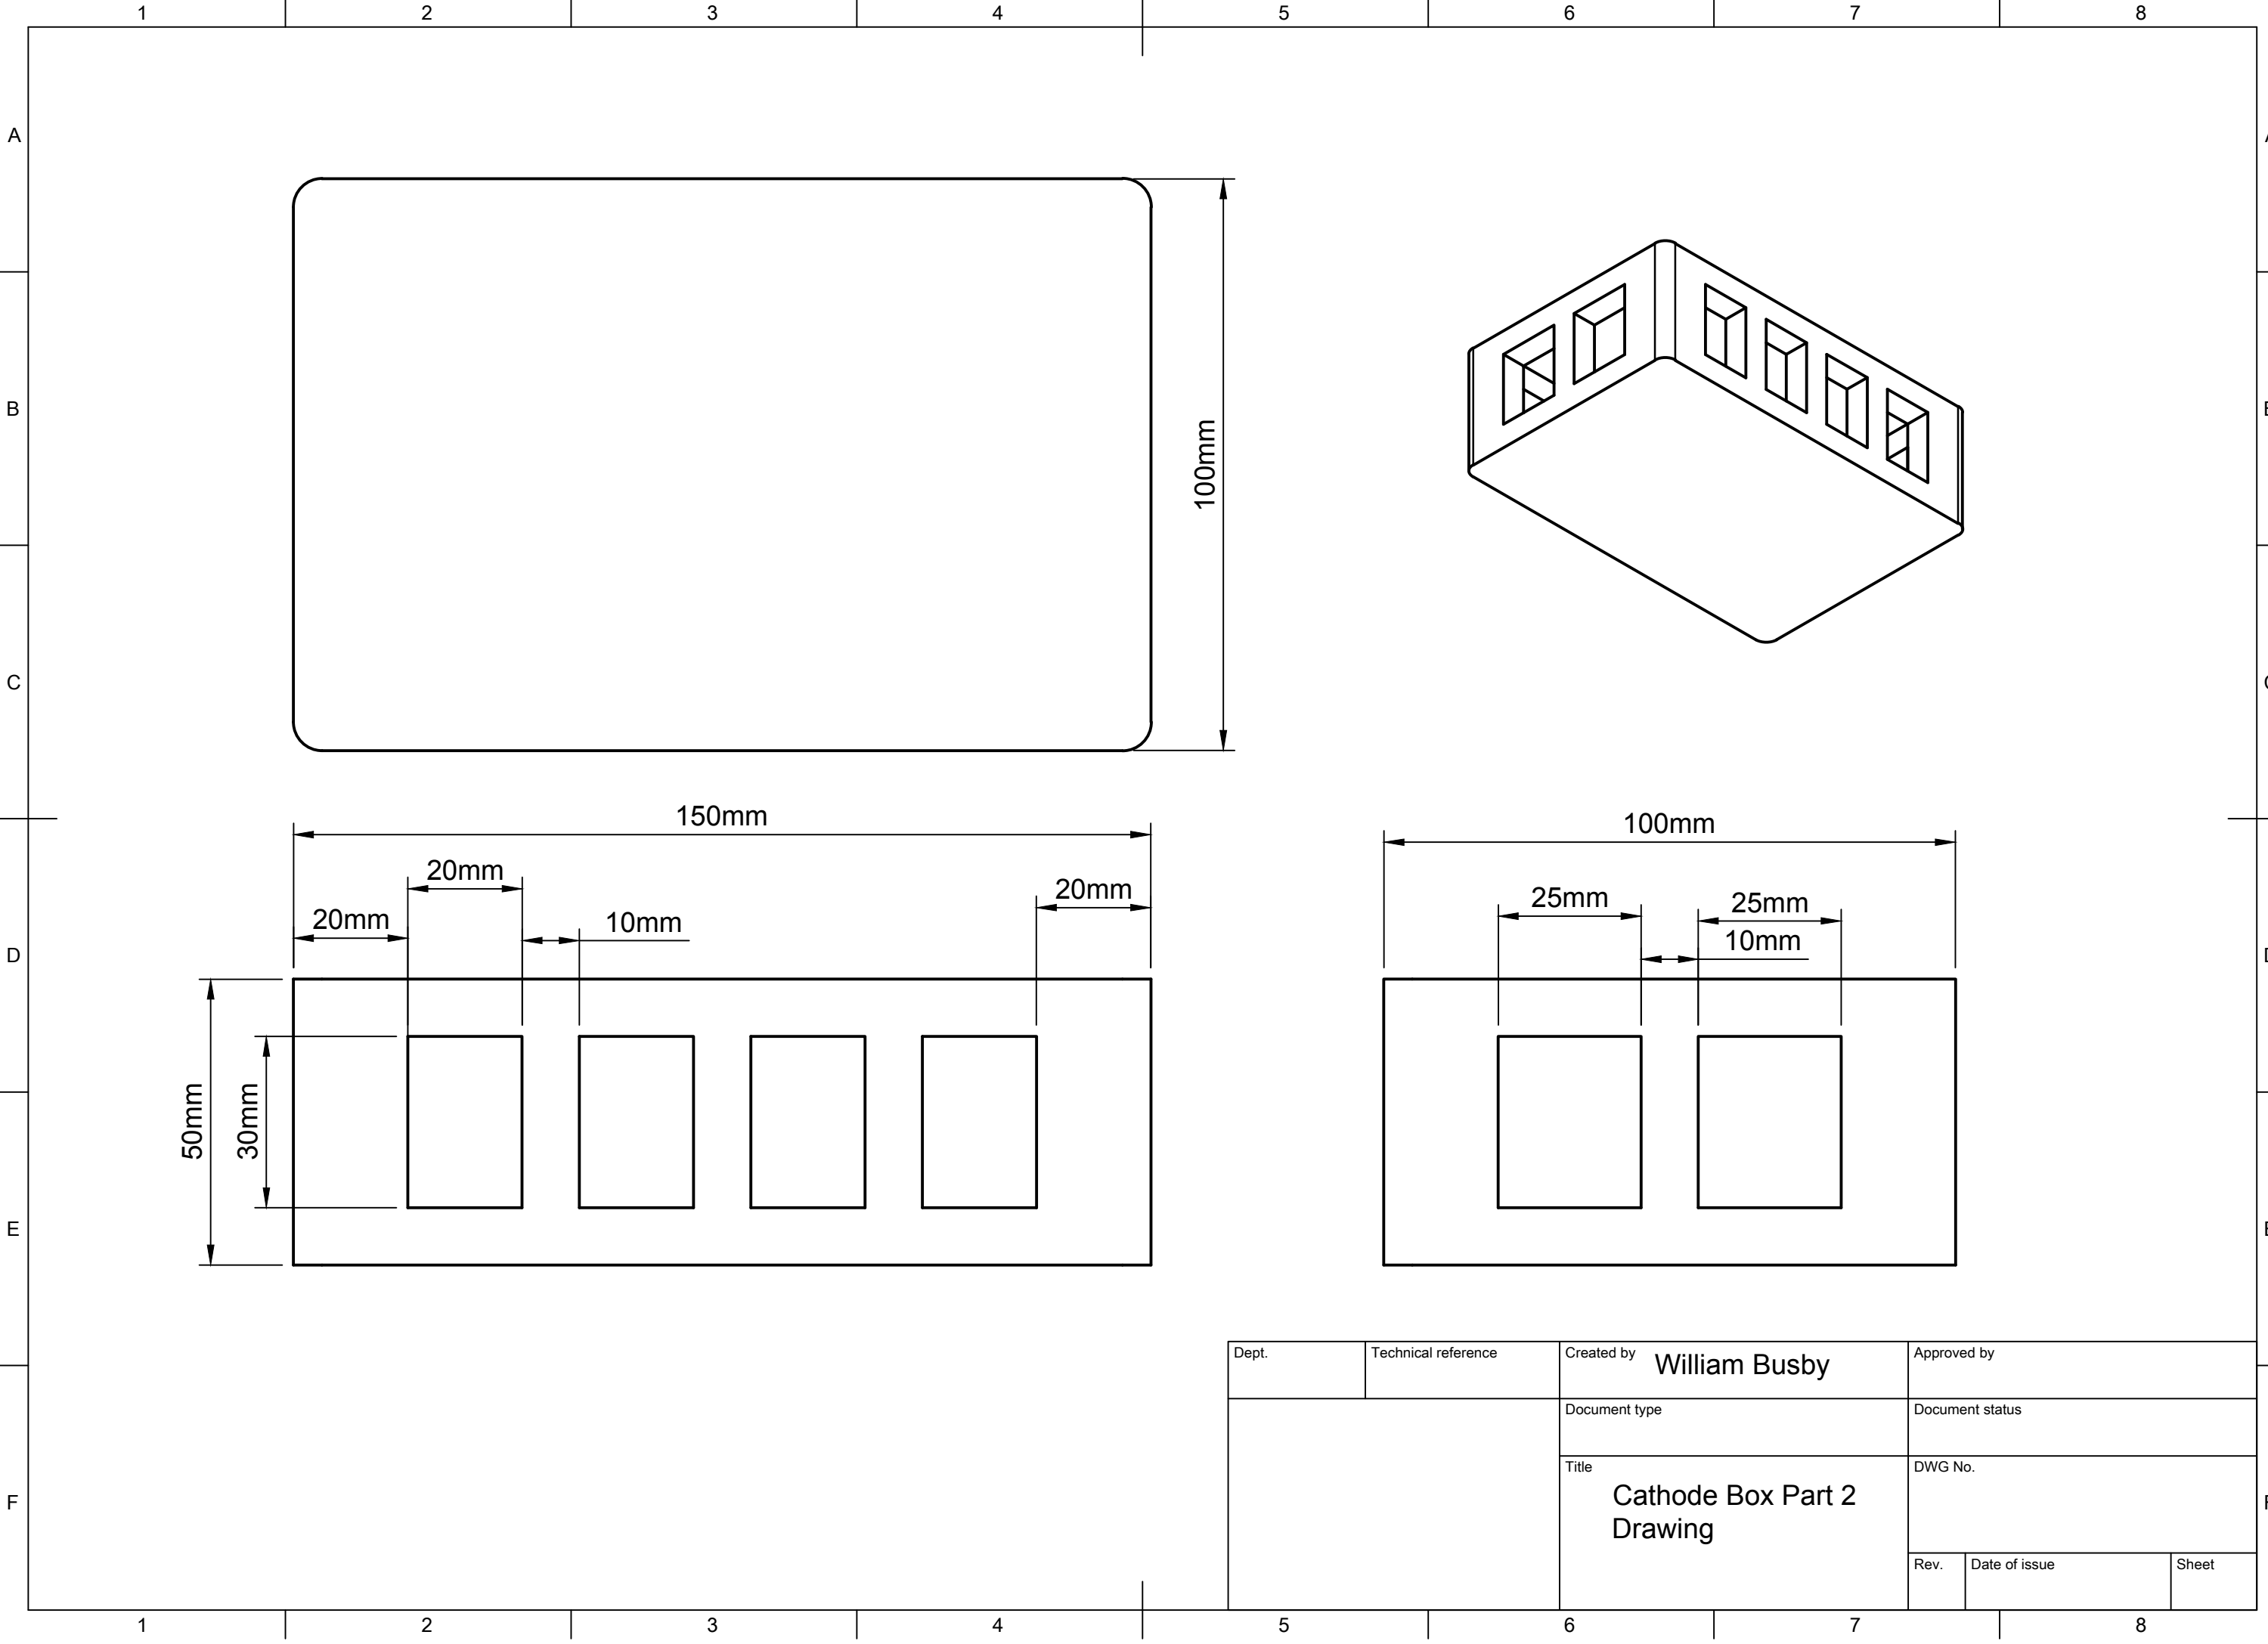 1 2 3 4 5 6 7 8
A A
100mm
B B
C C
150mm
100mm
20mm
20mm
25mm
25mm
20mm
10mm
10mm
D D
50mm
30mm
E E
Dept.
Technical reference
Created by
William Busby
Approved by
Document type
Document status
Title
DWG No.
Cathode Box Part 2
Drawing
F F
Rev.
Date of issue
Sheet
1 2 3 4 5 6 7 8